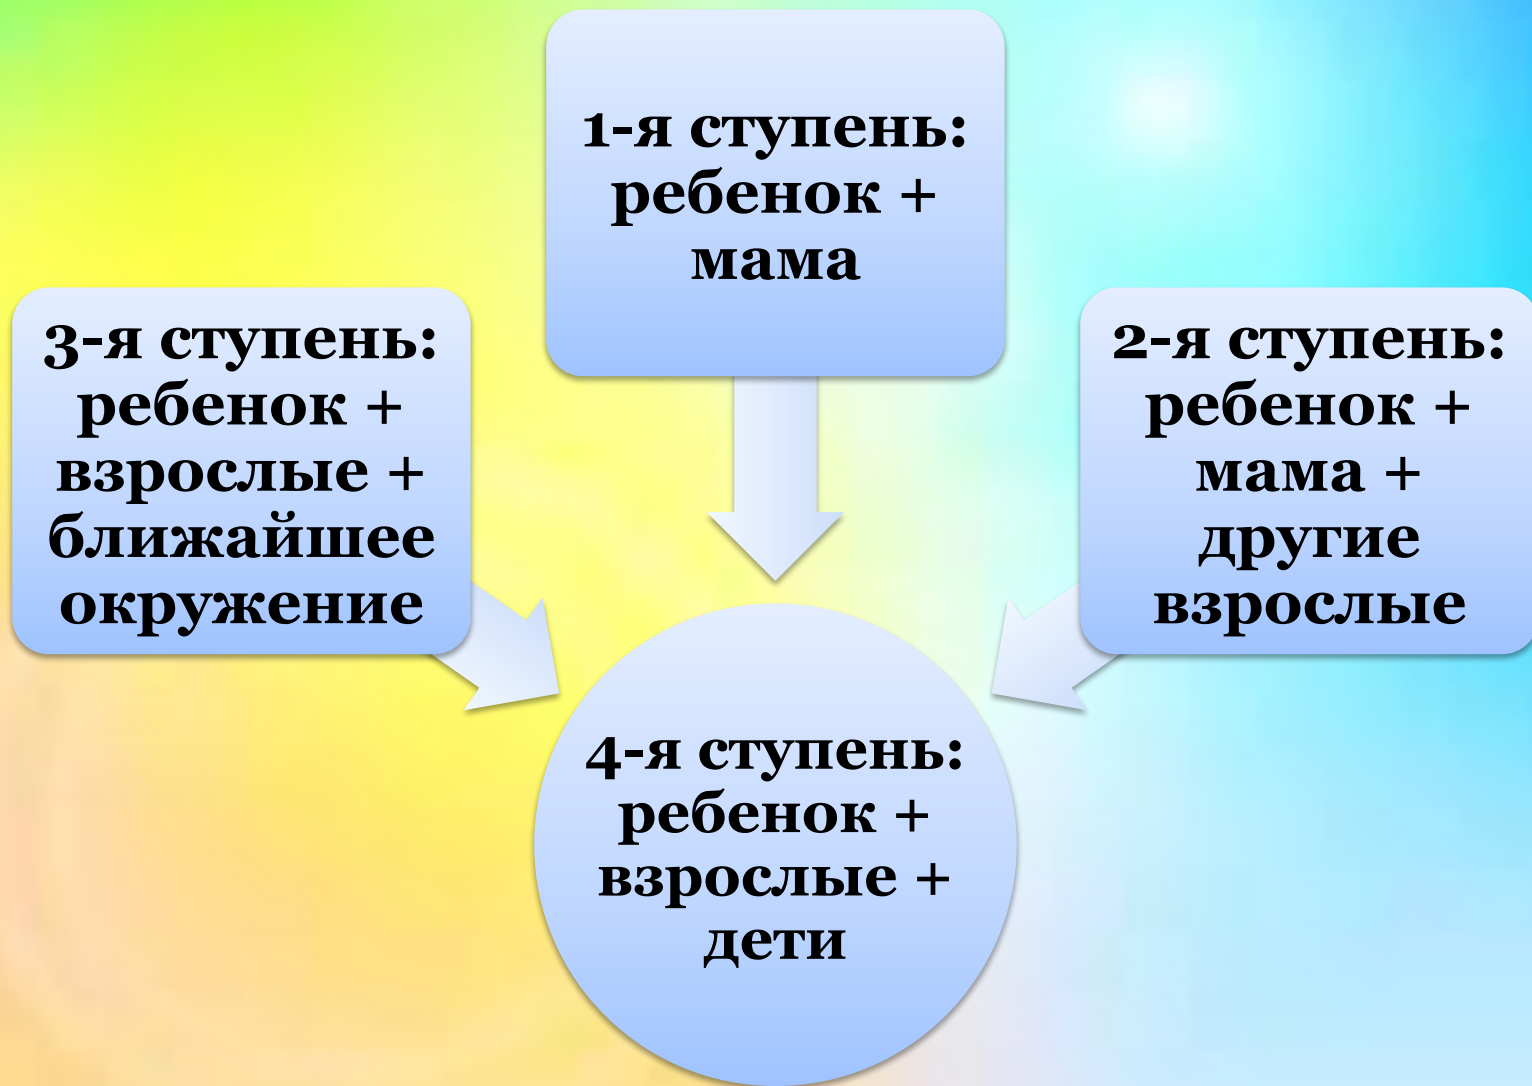 1-я ступень:
ребенок +
мама
3-я ступень:
ребенок +
взрослые +
ближайшее
окружение
2-я ступень:
ребенок +
мама +
другие
взрослые
4-я ступень:
ребенок +
взрослые +
дети